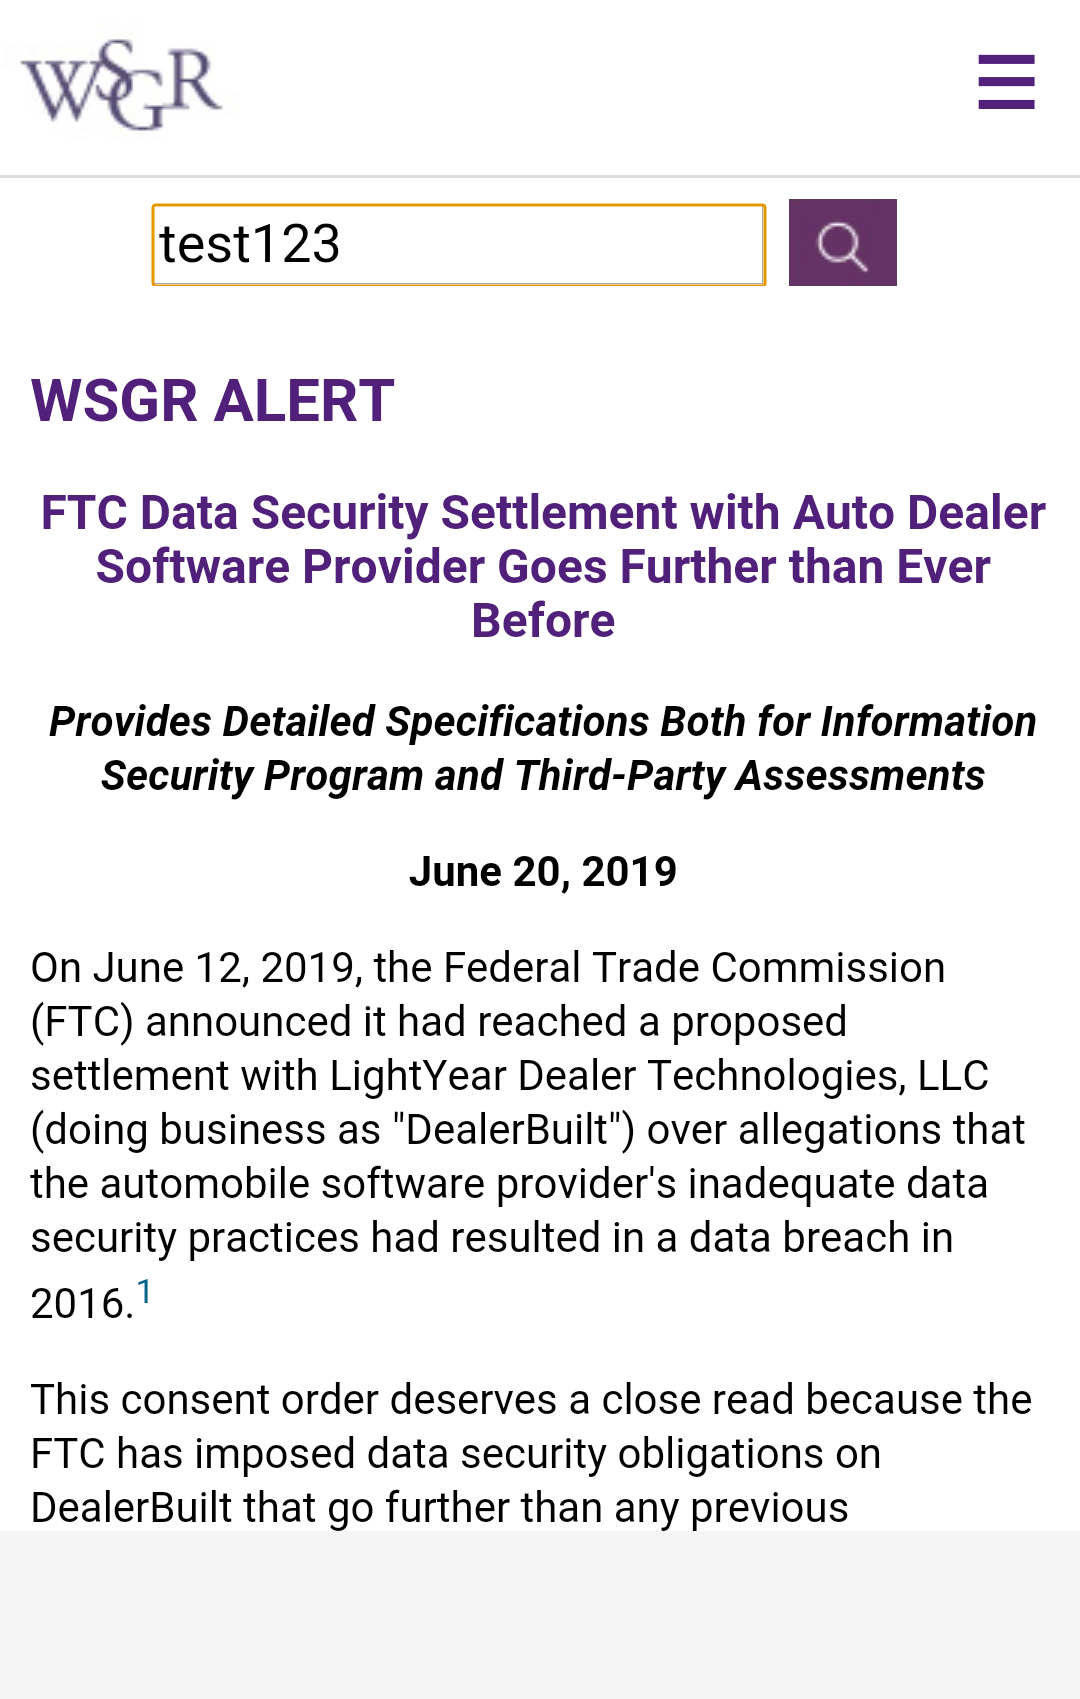 WSGR
test123
WSGR ALERT
FTC Data Security Settlement with Auto Dealer
Software Provider Goes Further than Ever
Before
Provides Detailed Specifications Both for Information
Security Program and Third-Party Assessments
June 20, 2019
On June 12, 2019, the Federal Trade Commission
(FTC) announced it had reached a proposed
settlement with LightYear Dealer Technologies, LLC
(doing business as "DealerBuilt") over allegations that
the automobile software provider's inadequate data
security practices had resulted in a data breach in
2016.1
This consent order deserves a close read because the
FTC has imposed data security obligations on
DealerBuilt that go further than any previous